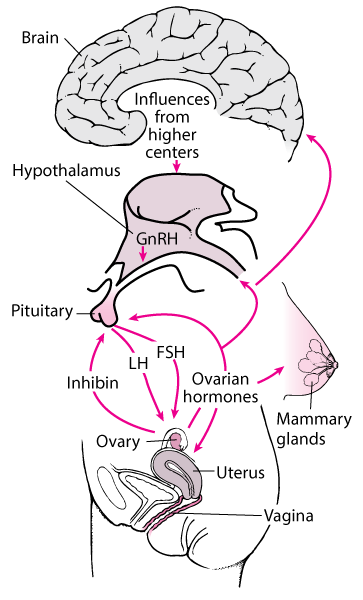 Brain
Influences
from
higher
centers
Hypothalamus
GnRH
Pituitary
FSH
LH
Inhibin
Ovarian
hormones
Mammary
glands
Ovary
Uterus
Vagina